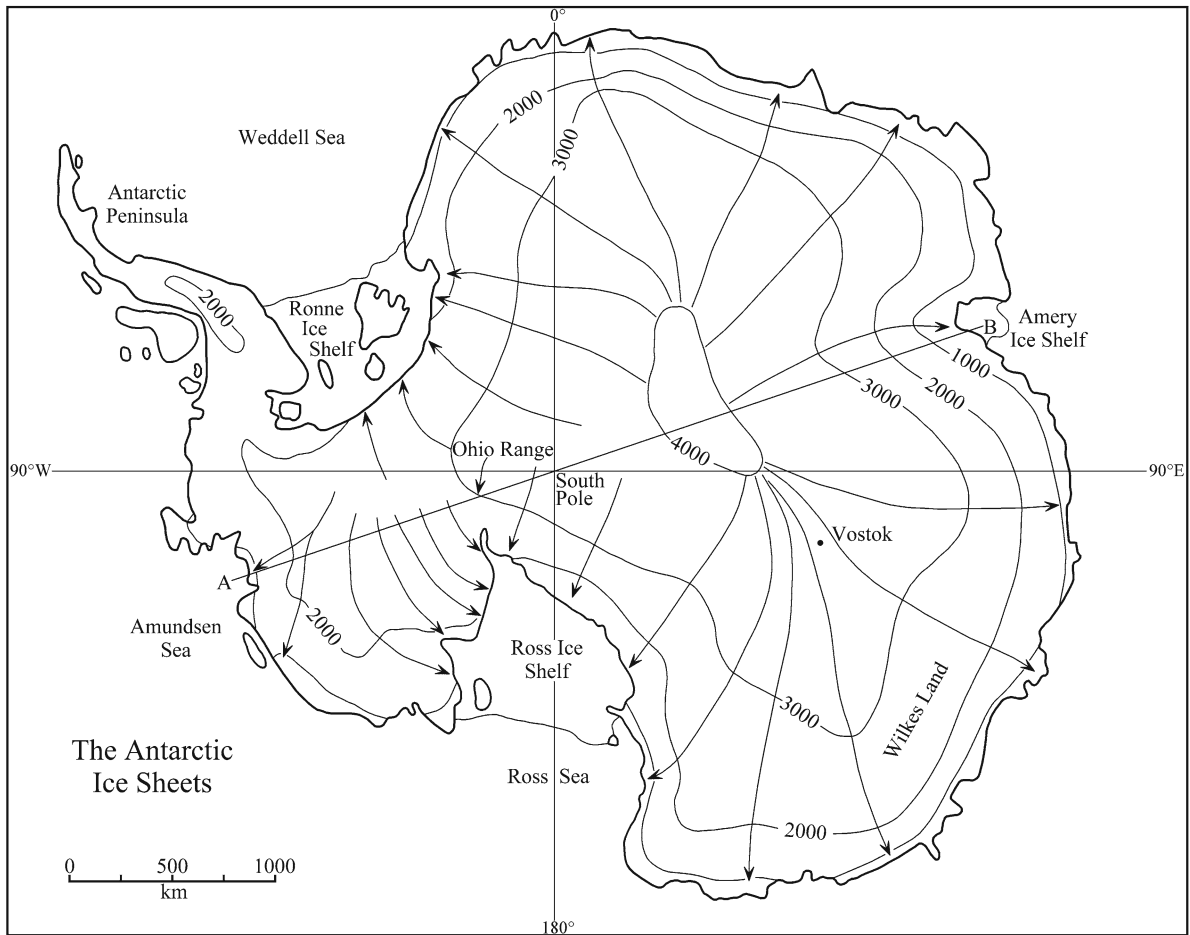 0°
2000
3000
Weddell Sea
Antarctic
Peninsula
2000
Ronne
Ice
Shelf
B
Amery
Ice Shelf
1000
2000
3000
4000
Ohio Range
90°W
90°E
South
Pole
Vostok
A
2000
Amundsen
Sea
Ross Ice
Shelf
3000
Wilkes Land
The Antarctic
Ice Sheets
Ross Sea
2000
0 500 1000
km
180°